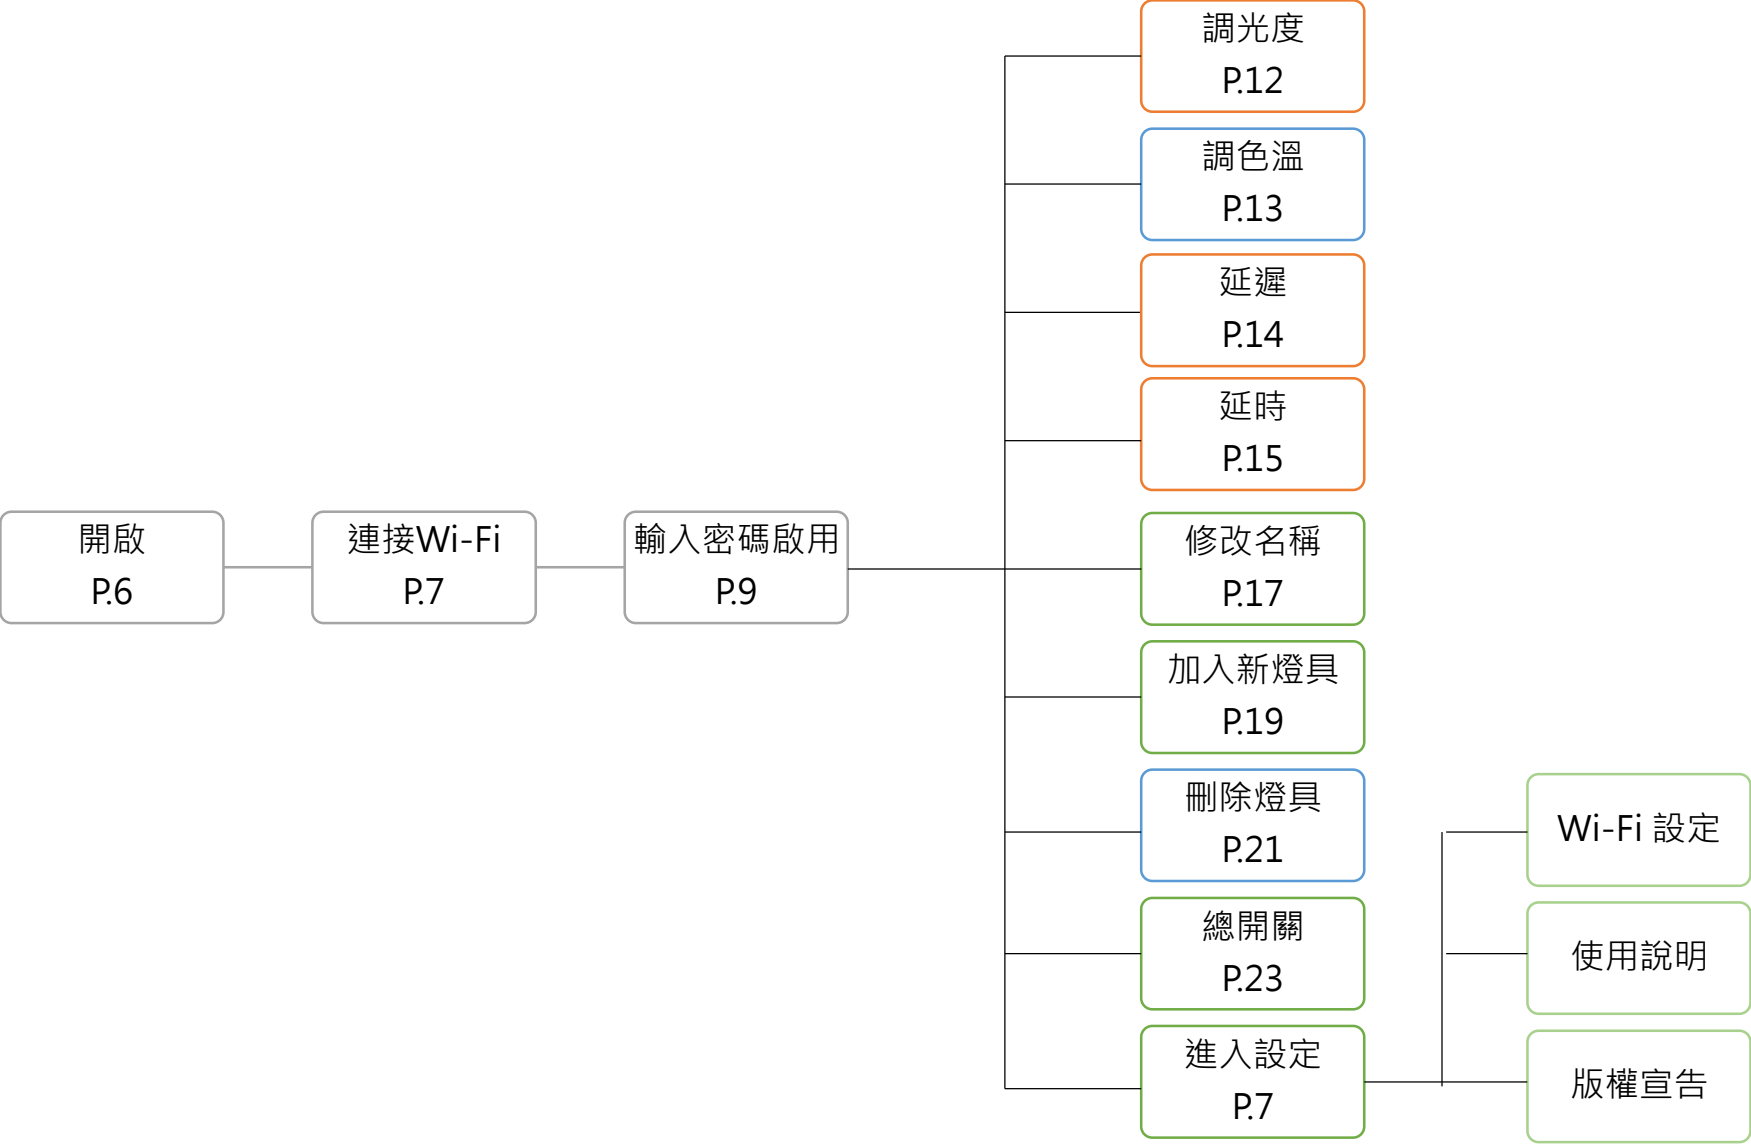 開啟
P.6
連接Wi-Fi
P.7
輸入密碼啟用
P.9
調光度
P.12
調色溫
P.13
延遲
P.14
延時
P.15
修改名稱
P.17
加入新燈具
P.19
刪除燈具
P.21
總開關
P.23
進入設定
P.7
Wi-Fi 設定
使用說明
版權宣告